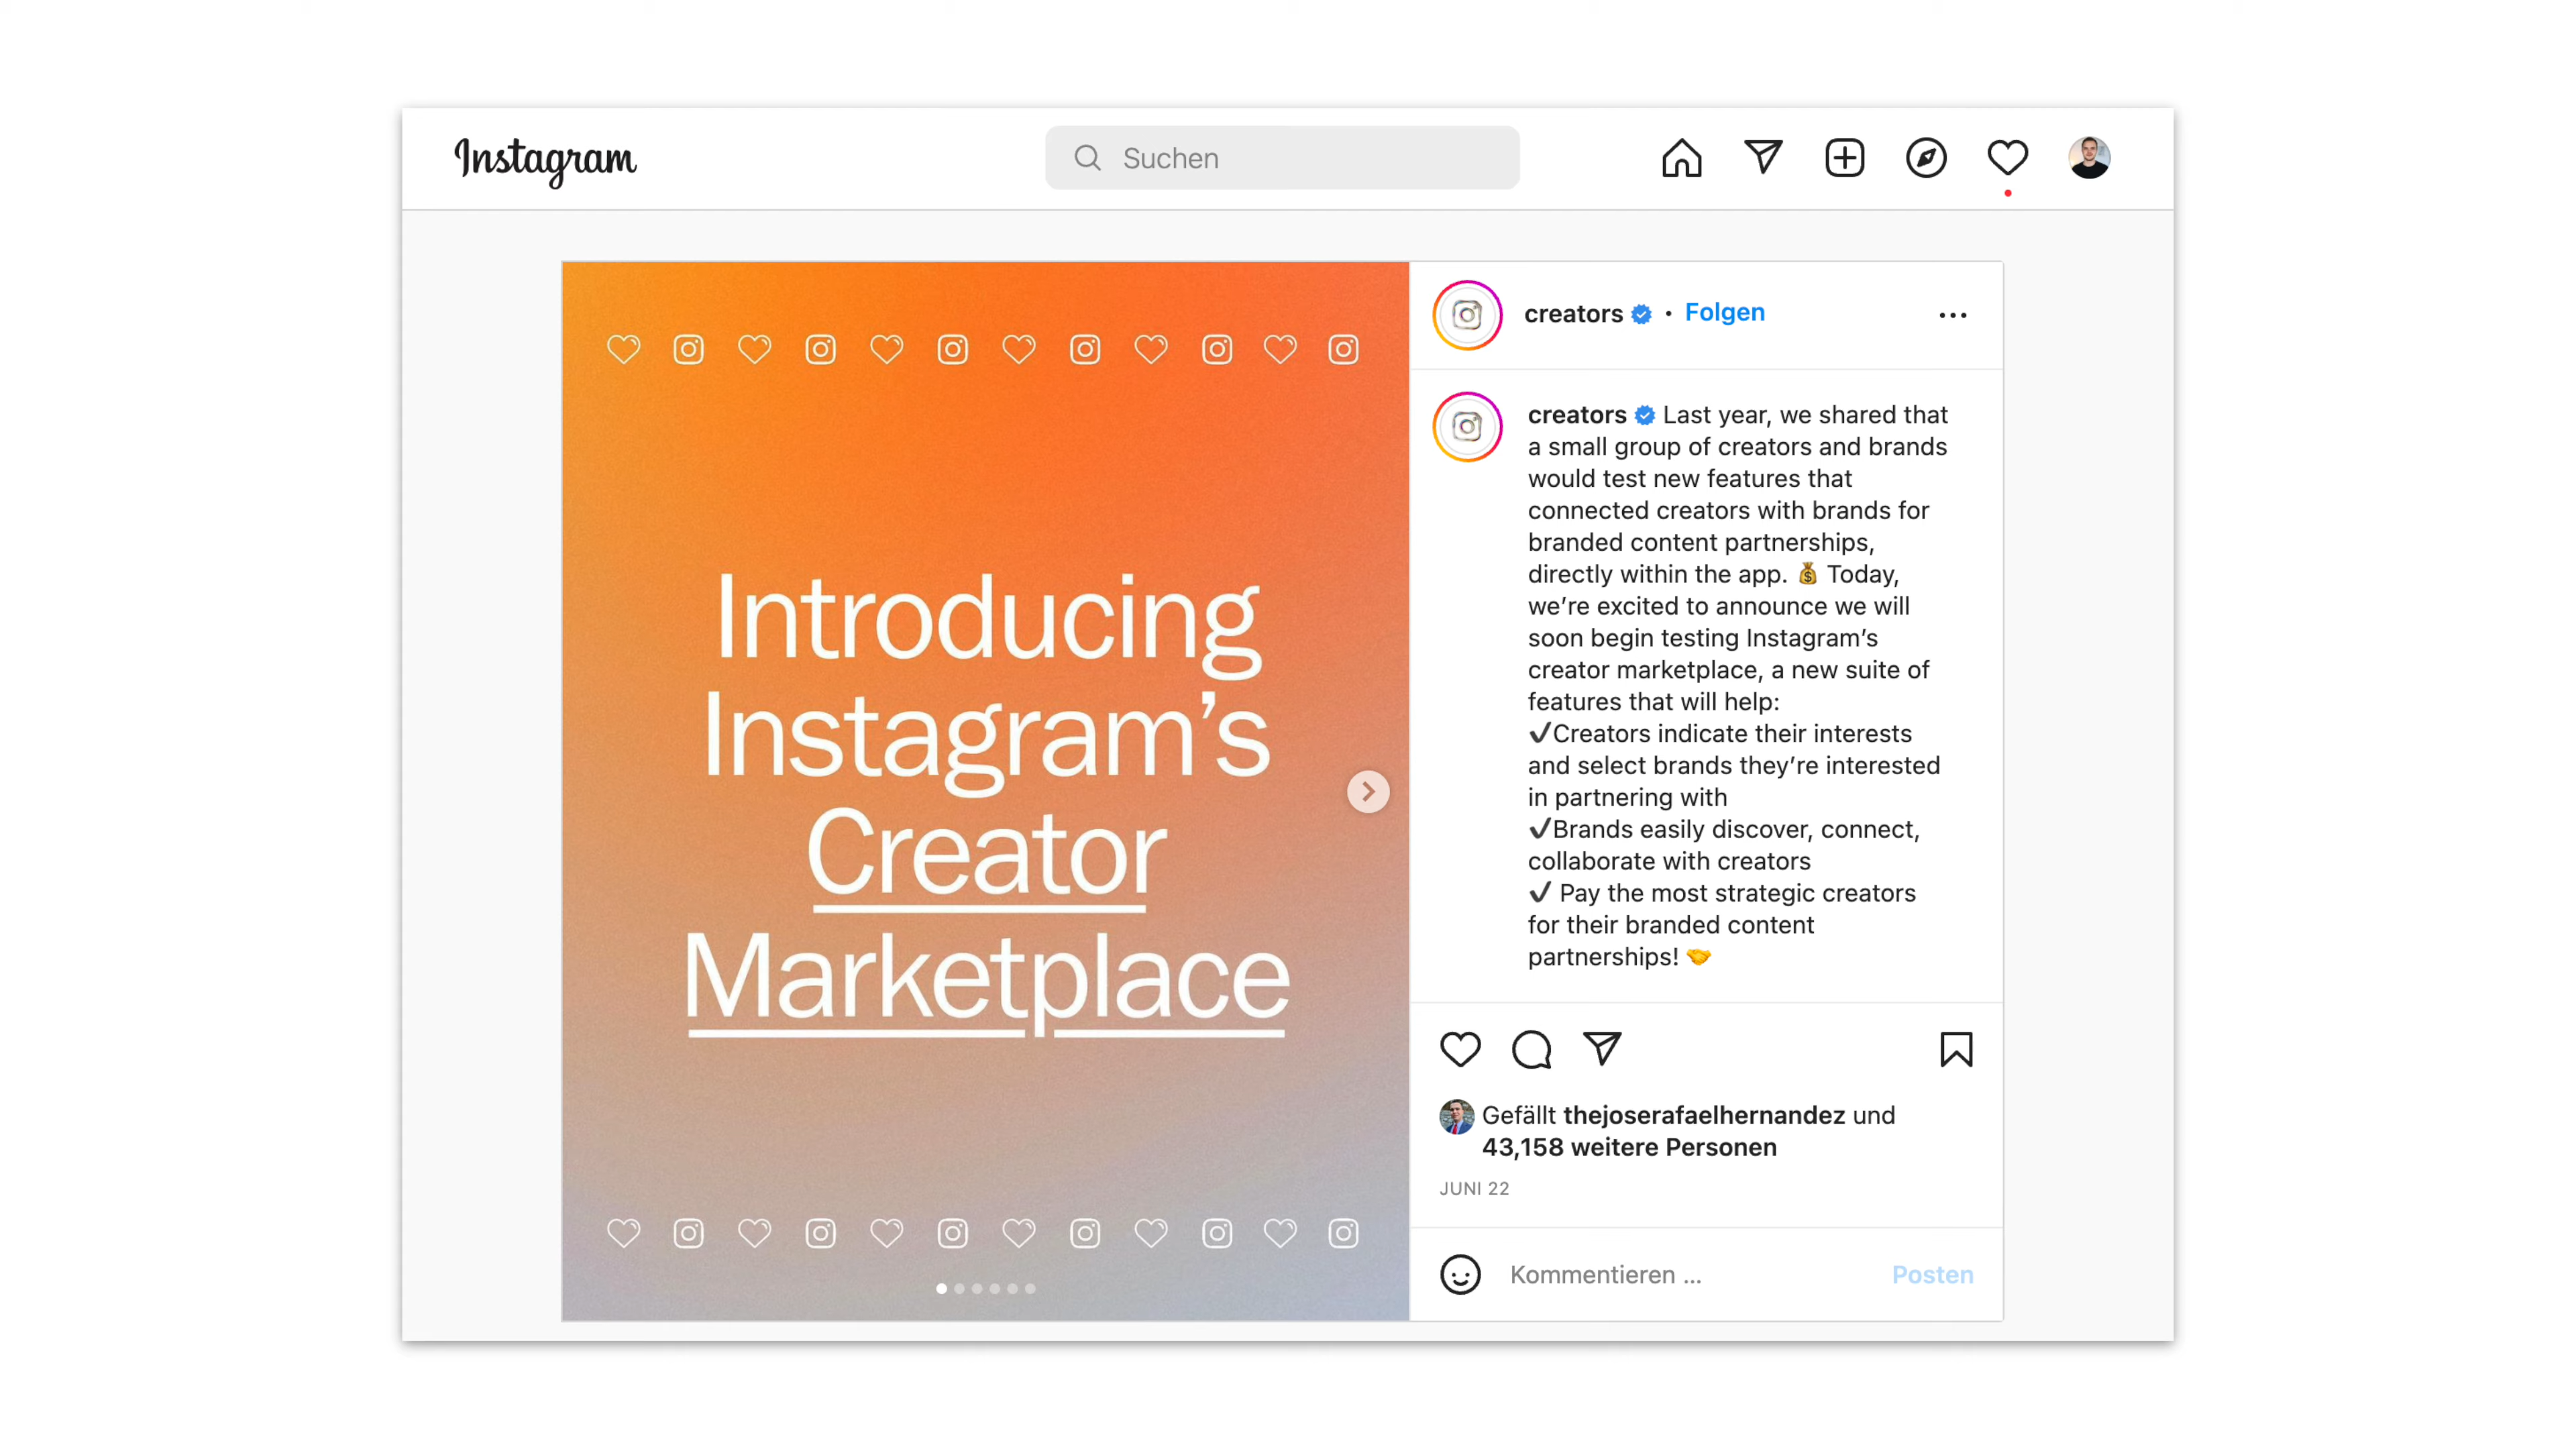 Instagram
Suchen
Introducing
Instagram’s
Creator
Marketplace
creators • Folgen
creators Last year, we shared that
a small group of creators and brands
would test new features that
connected creators with brands for
branded content partnerships,
directly within the app. 💰 Today,
we’re excited to announce we will
soon begin testing Instagram’s
creator marketplace, a new suite of
features that will help:
✔Creators indicate their interests
and select brands they’re interested
in partnering with
✔Brands easily discover, connect,
collaborate with creators
✔ Pay the most strategic creators
for their branded content
partnerships! 🤝
Gefällt thejoserafaelhernandez und
43,158 weitere Personen
JUNI 22
Kommentieren ... Posten